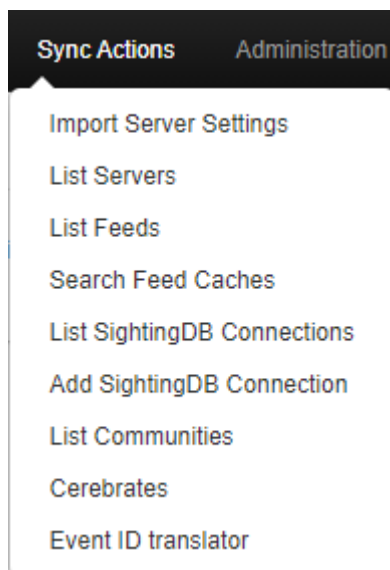 Sync Actions Administration
Import Server Settings
List Servers
List Feeds
Search Feed Caches
List SightingDB Connections
Add SightingDB Connection
List Communities
Cerebrates
Event ID translator